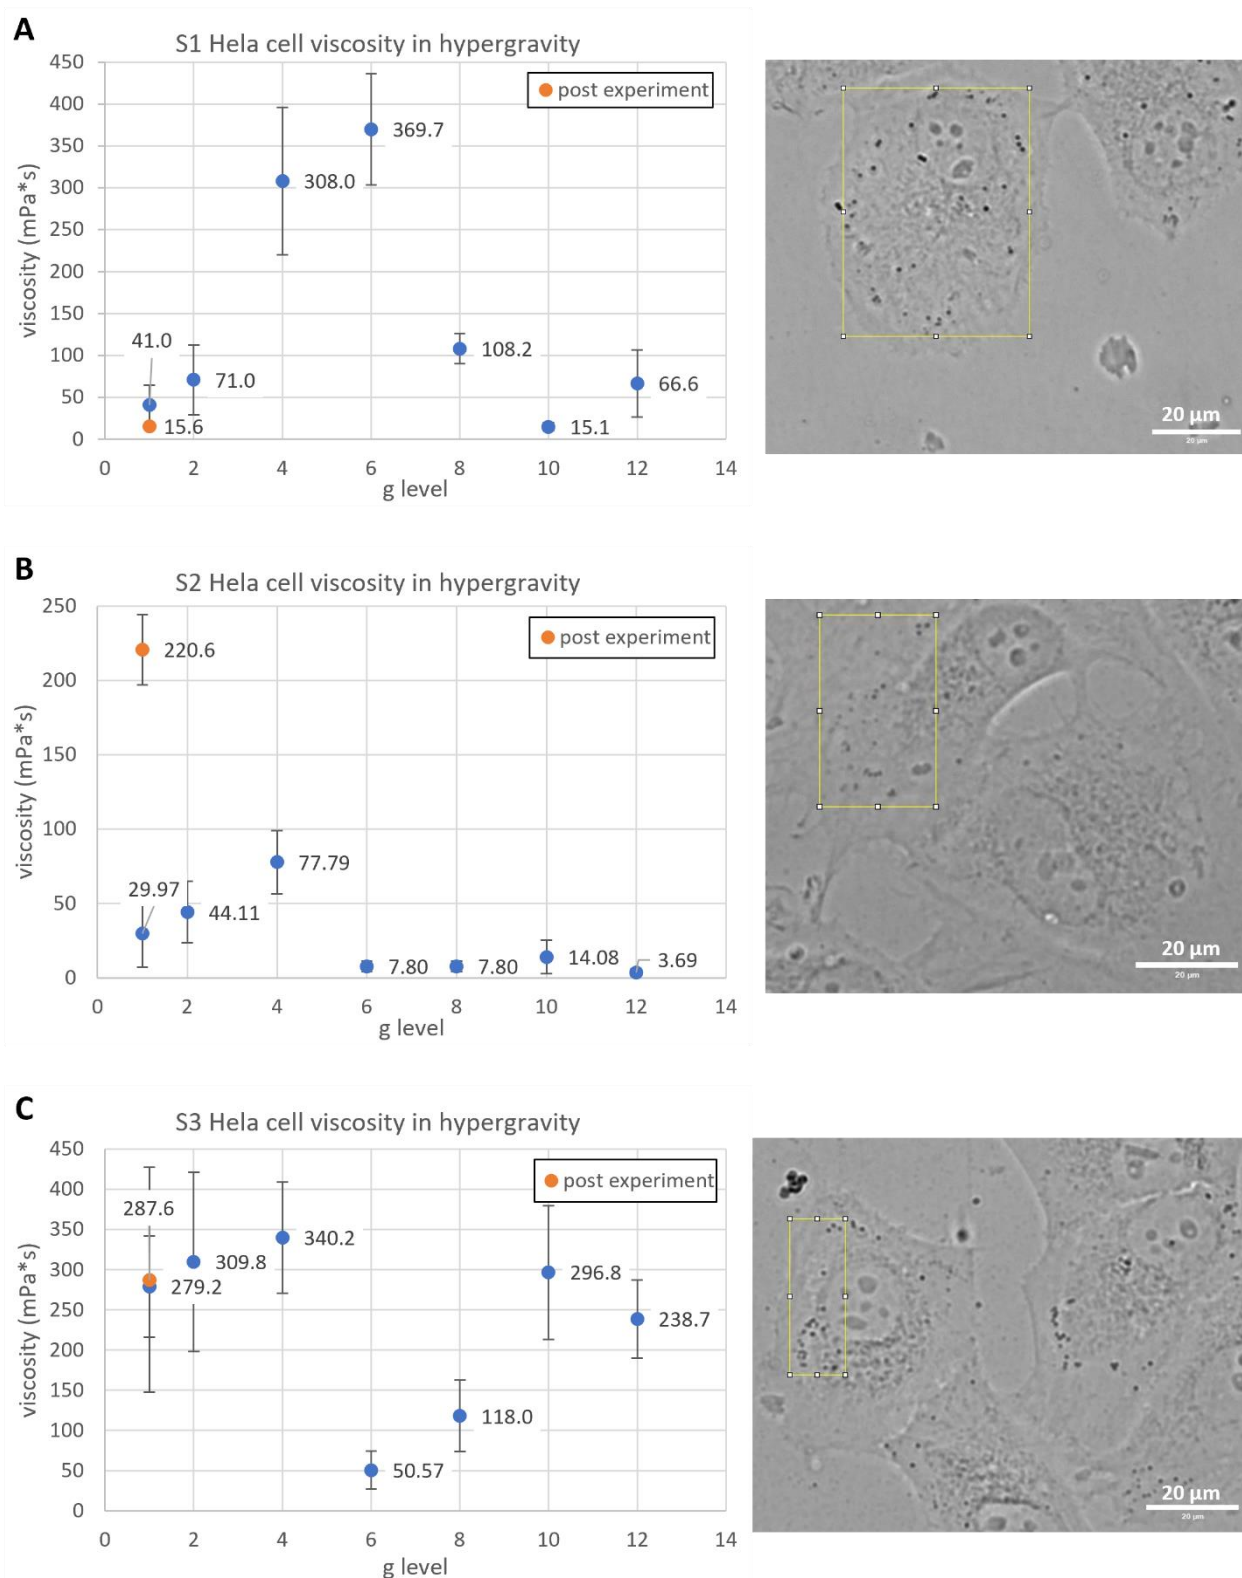 A
S1 Hela cell viscosity in hypergravity
450
400
350
300
250
200
150
100
50
0
viscosity (mPa*s)
post experiment
369.7
308.0
41.0
71.0
15.6
108.2
15.1
66.6
0 2 4 6 8 10 12 14
g level
20 µm
20 µm
B
S2 Hela cell viscosity in hypergravity
250
200
150
100
50
0
viscosity (mPa*s)
post experiment
220.6
29.97
44.11
77.79
7.80
7.80
14.08
3.69
0 2 4 6 8 10 12 14
g level
20 µm
20 µm
C
S3 Hela cell viscosity in hypergravity
450
400
350
300
250
200
150
100
50
0
viscosity (mPa*s)
post experiment
287.6
279.2
309.8
340.2
50.57
118.0
296.8
238.7
0 2 4 6 8 10 12 14
g level
20 µm
20 µm